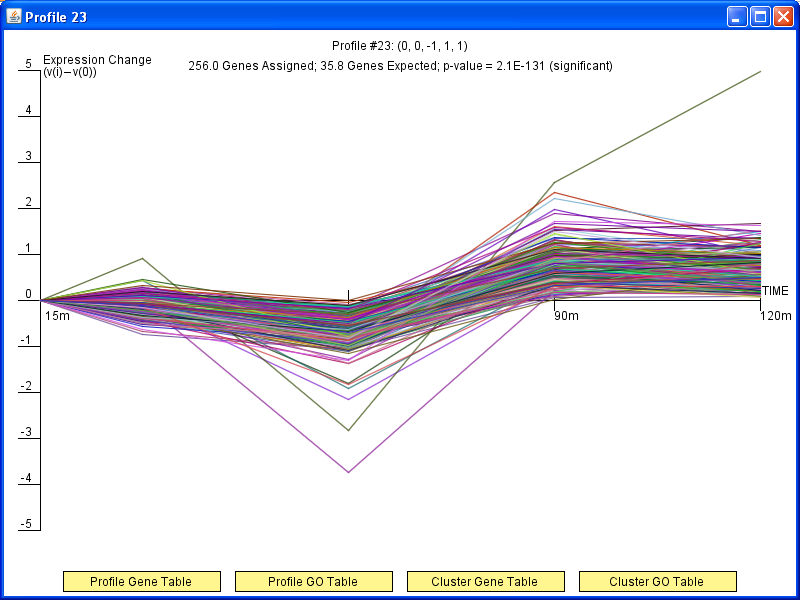 Profile 23
Profile #23: (0, 0, -1, 1, 1)
256.0 Genes Assigned; 35.8 Genes Expected; p-value = 2.1E-131 (significant)
Expression Change
(v(i)−v(0))
5
4
3
2
1
0
-1
-2
-3
-4
-5
TIME
15m
90m
120m
Profile Gene Table
Profile GO Table
Cluster Gene Table
Cluster GO Table